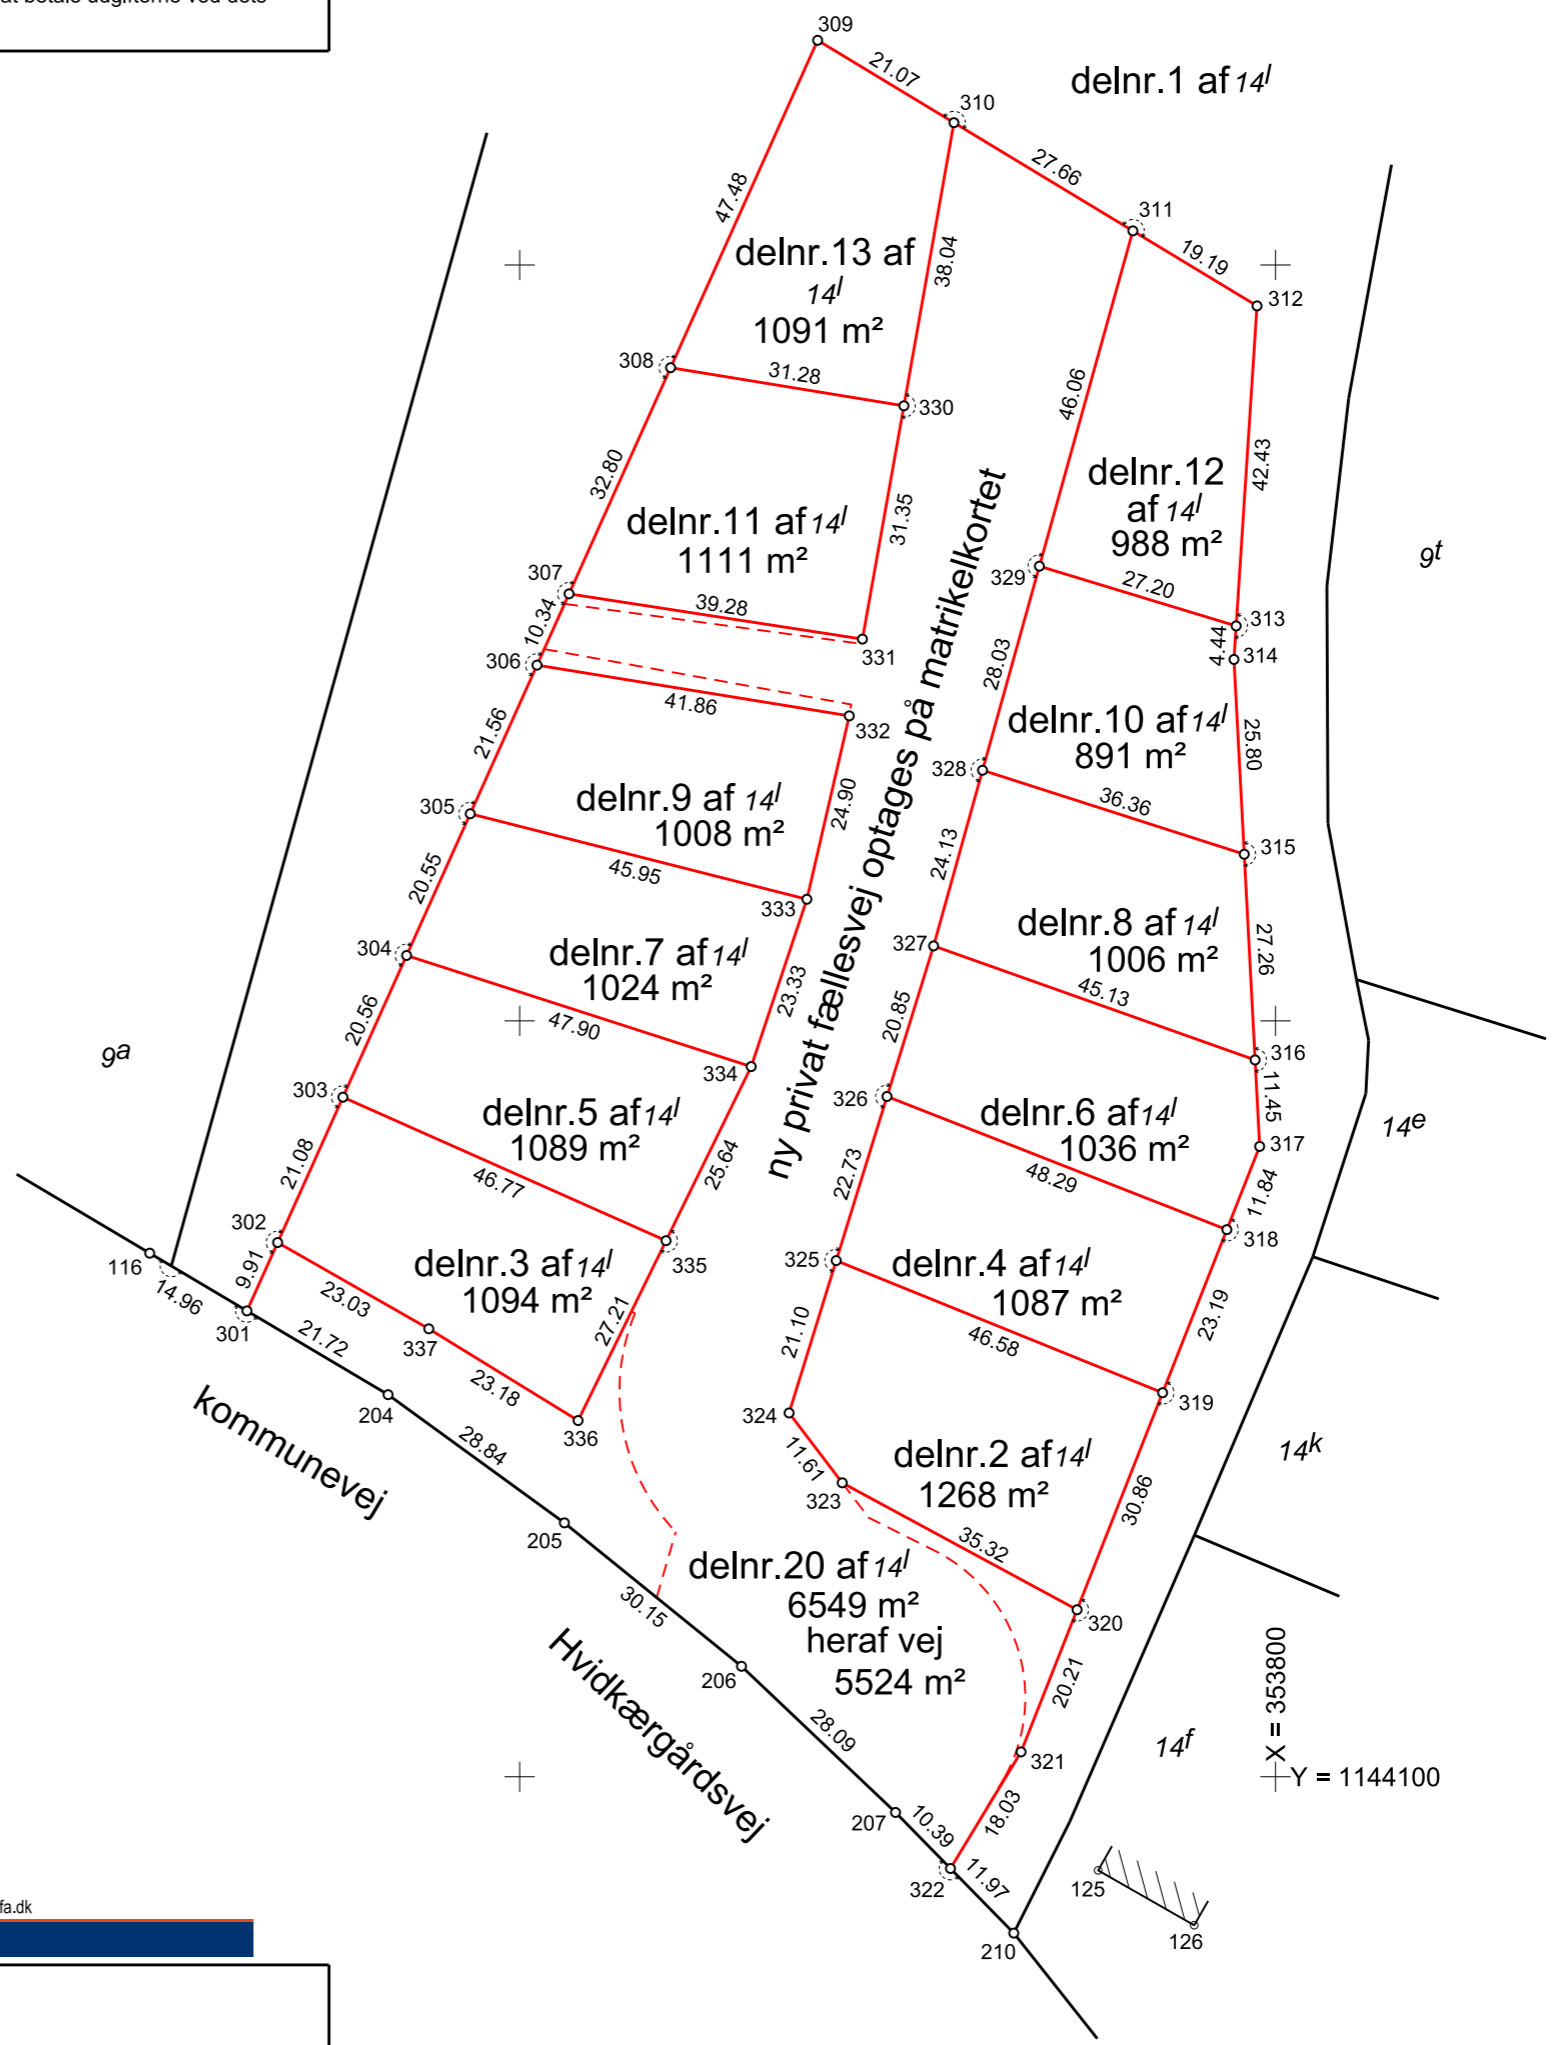 at betale udgifterne ved dets
309
21.07
delnr.1 af 14l
310
27.66
47.48
311
19.19
delnr.13 af
14l
1091 m²
38.04
312
308
31.28
330
46.06
42.43
32.80
delnr.12
af 14l
988 m²
delnr.11 af 14l
1111 m²
31.35
9t
307
329
27.20
313
10.34
39.28
331
4.44
314
306
41.86
332
28.03
21.56
delnr.10 af 14l
891 m²
25.80
328
36.36
delnr.9 af 14l
1008 m²
24.90
305
45.95
333
24.13
315
20.55
ny privat fællesvej optages på matrikelkortet
delnr.8 af 14l
1006 m²
27.26
304
delnr.7 af 14l
1024 m²
23.33
327
45.13
20.56
47.90
20.85
316
9a
334
11.45
303
326
delnr.5 af 14l
1089 m²
delnr.6 af 14l
1036 m²
317
14e
21.08
46.77
25.64
22.73
48.29
11.84
302
335
318
116
14.96
9.91
delnr.3 af 14l
1094 m²
325
delnr.4 af 14l
1087 m²
23.03
27.21
23.19
301
21.72
337
21.10
46.58
23.18
319
204
336
324
kommunevej
28.84
11.61
delnr.2 af 14l
1268 m²
14k
323
30.86
35.32
205
delnr.20 af 14l
6549 m²
heraf vej
5524 m²
30.15
320
Hvidkærgårdsvej
206
20.21
X = 353800
28.09
321
14f
Y = 1144100
207
10.39
18.03
322
11.97
125
fa.dk
210
126